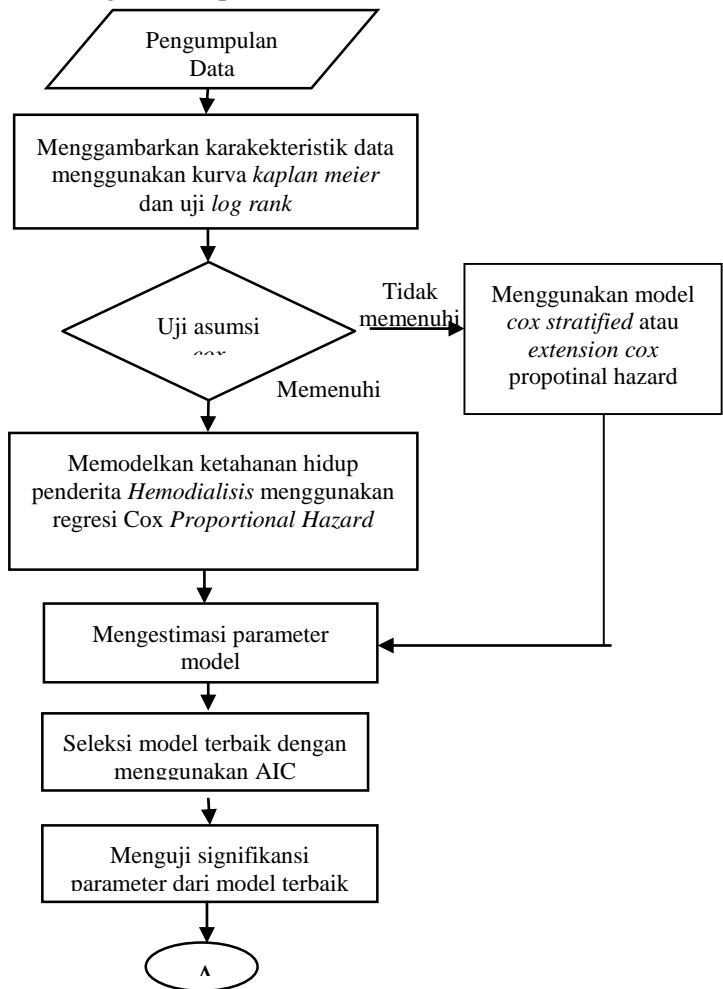 Pengumpulan
Data
Menggambarkan karakekteristik data
menggunakan kurva kaplan meier
dan uji log rank
Uji asumsi
cox
Tidak
memenuhi
Menggunakan model
cox stratified atau
extension cox
propotinal hazard
Memenuhi
Memodelkan ketahanan hidup
penderita Hemodialisis menggunakan
regresi Cox Proportional Hazard
Mengestimasi parameter
model
Seleksi model terbaik dengan
menggunakan AIC
Menguji signifikansi
parameter dari model terbaik
A